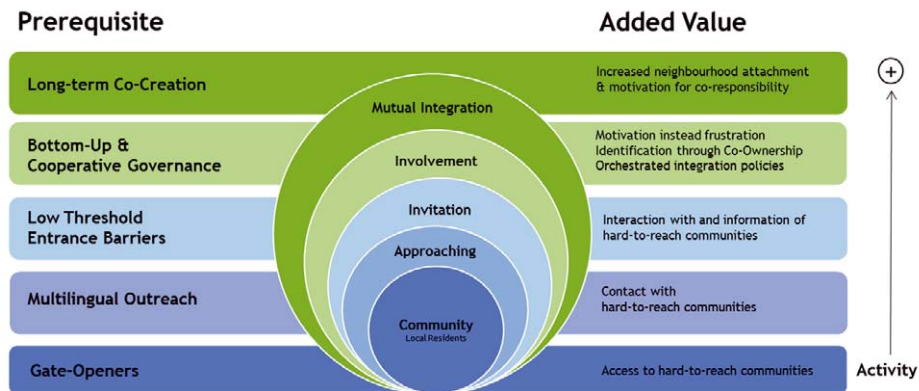 Prerequisite
Added Value
Long-term Co-Creation
Mutual Integration
Increased neighbourhood attachment
& motivation for co-responsibility
+
Bottom-Up &
Cooperative Governance
Involvement
Motivation instead frustration
Identification through Co-Ownership
Orchestrated integration policies
Low Threshold
Entrance Barriers
Invitation
Interaction with and information of
hard-to-reach communities
Approaching
Multilingual Outreach
Contact with
hard-to-reach communities
Community
Local Residents
Gate-Openers
Access to hard-to-reach communities
Activity